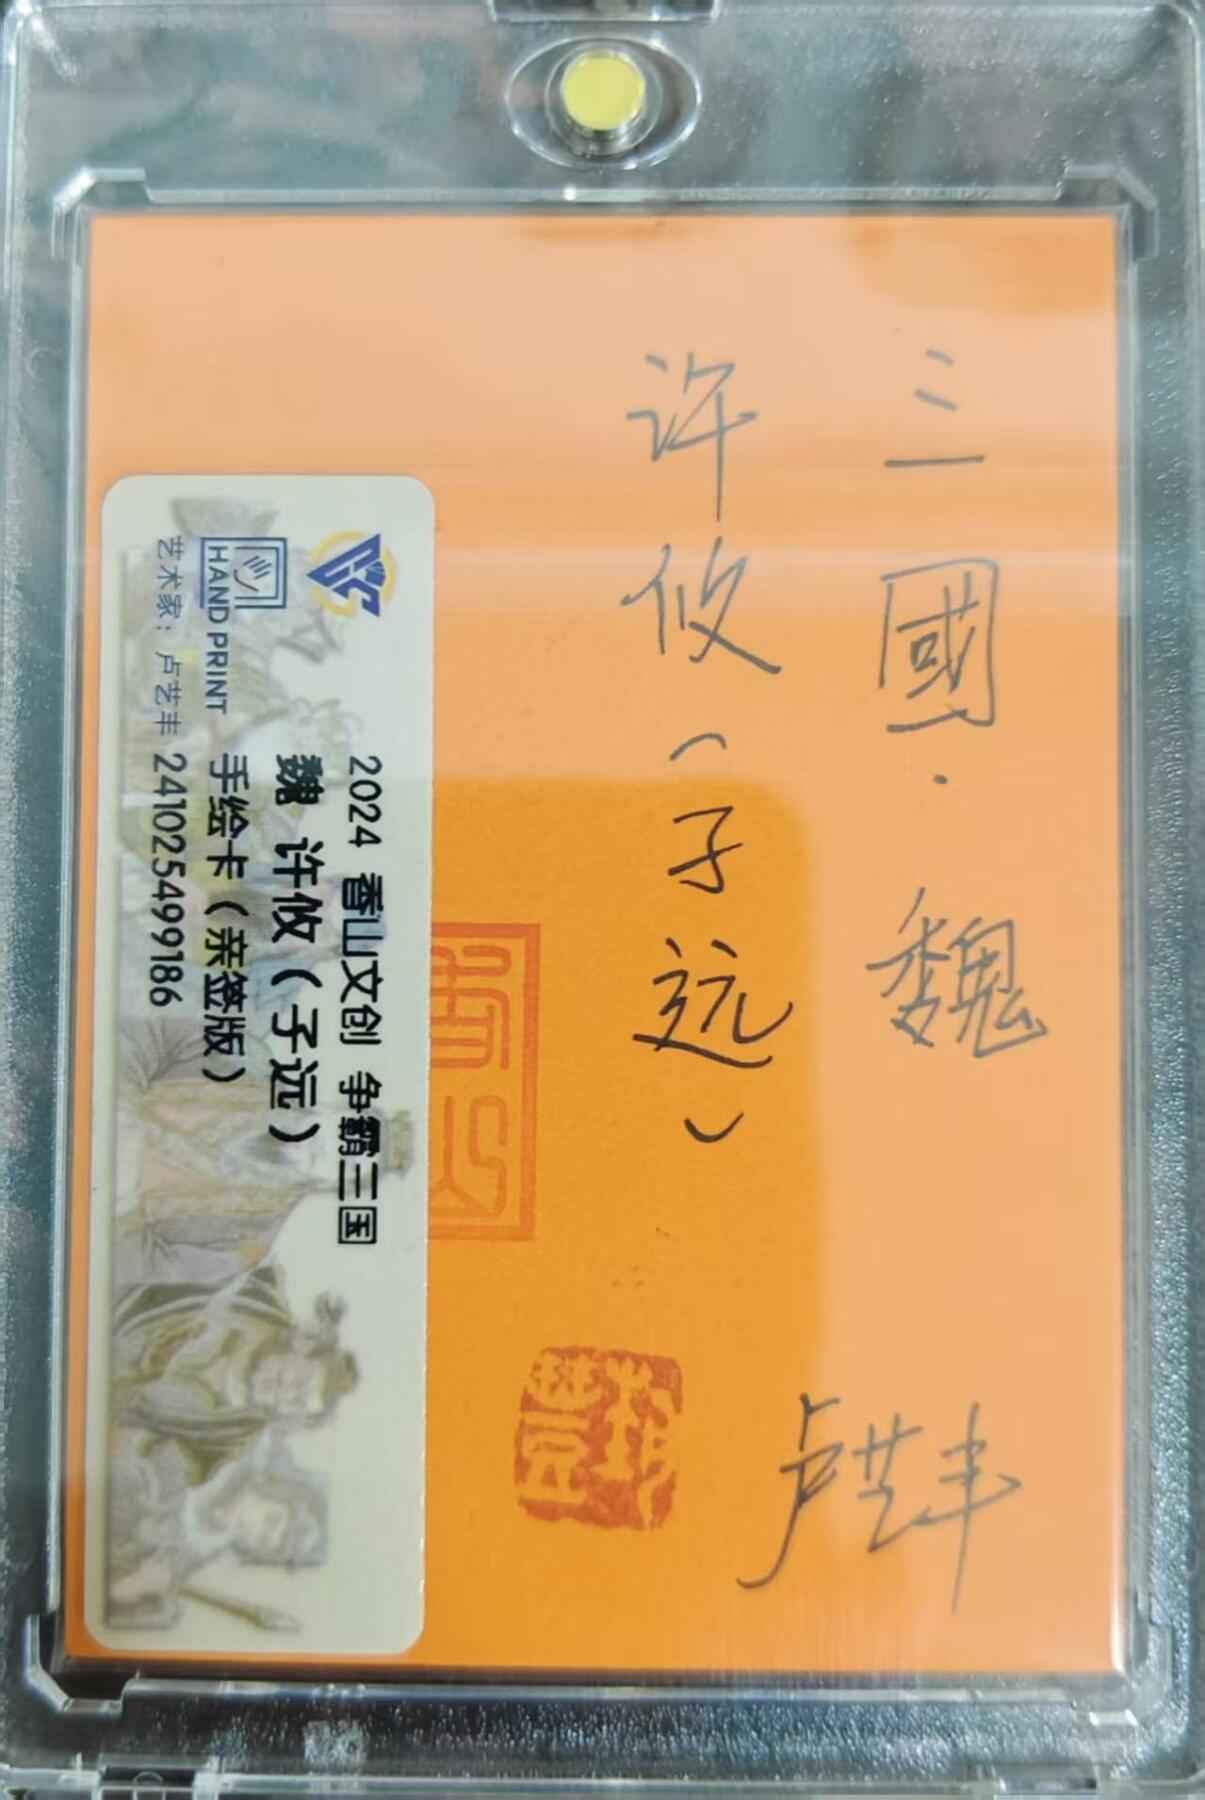 三國·魏
许攸(子远)
卢艺丰
2024 香山文创 争霸三国
魏 许攸(子远)
手绘卡(亲签版)
241025499186
HAND PRINT
艺术家:卢艺丰